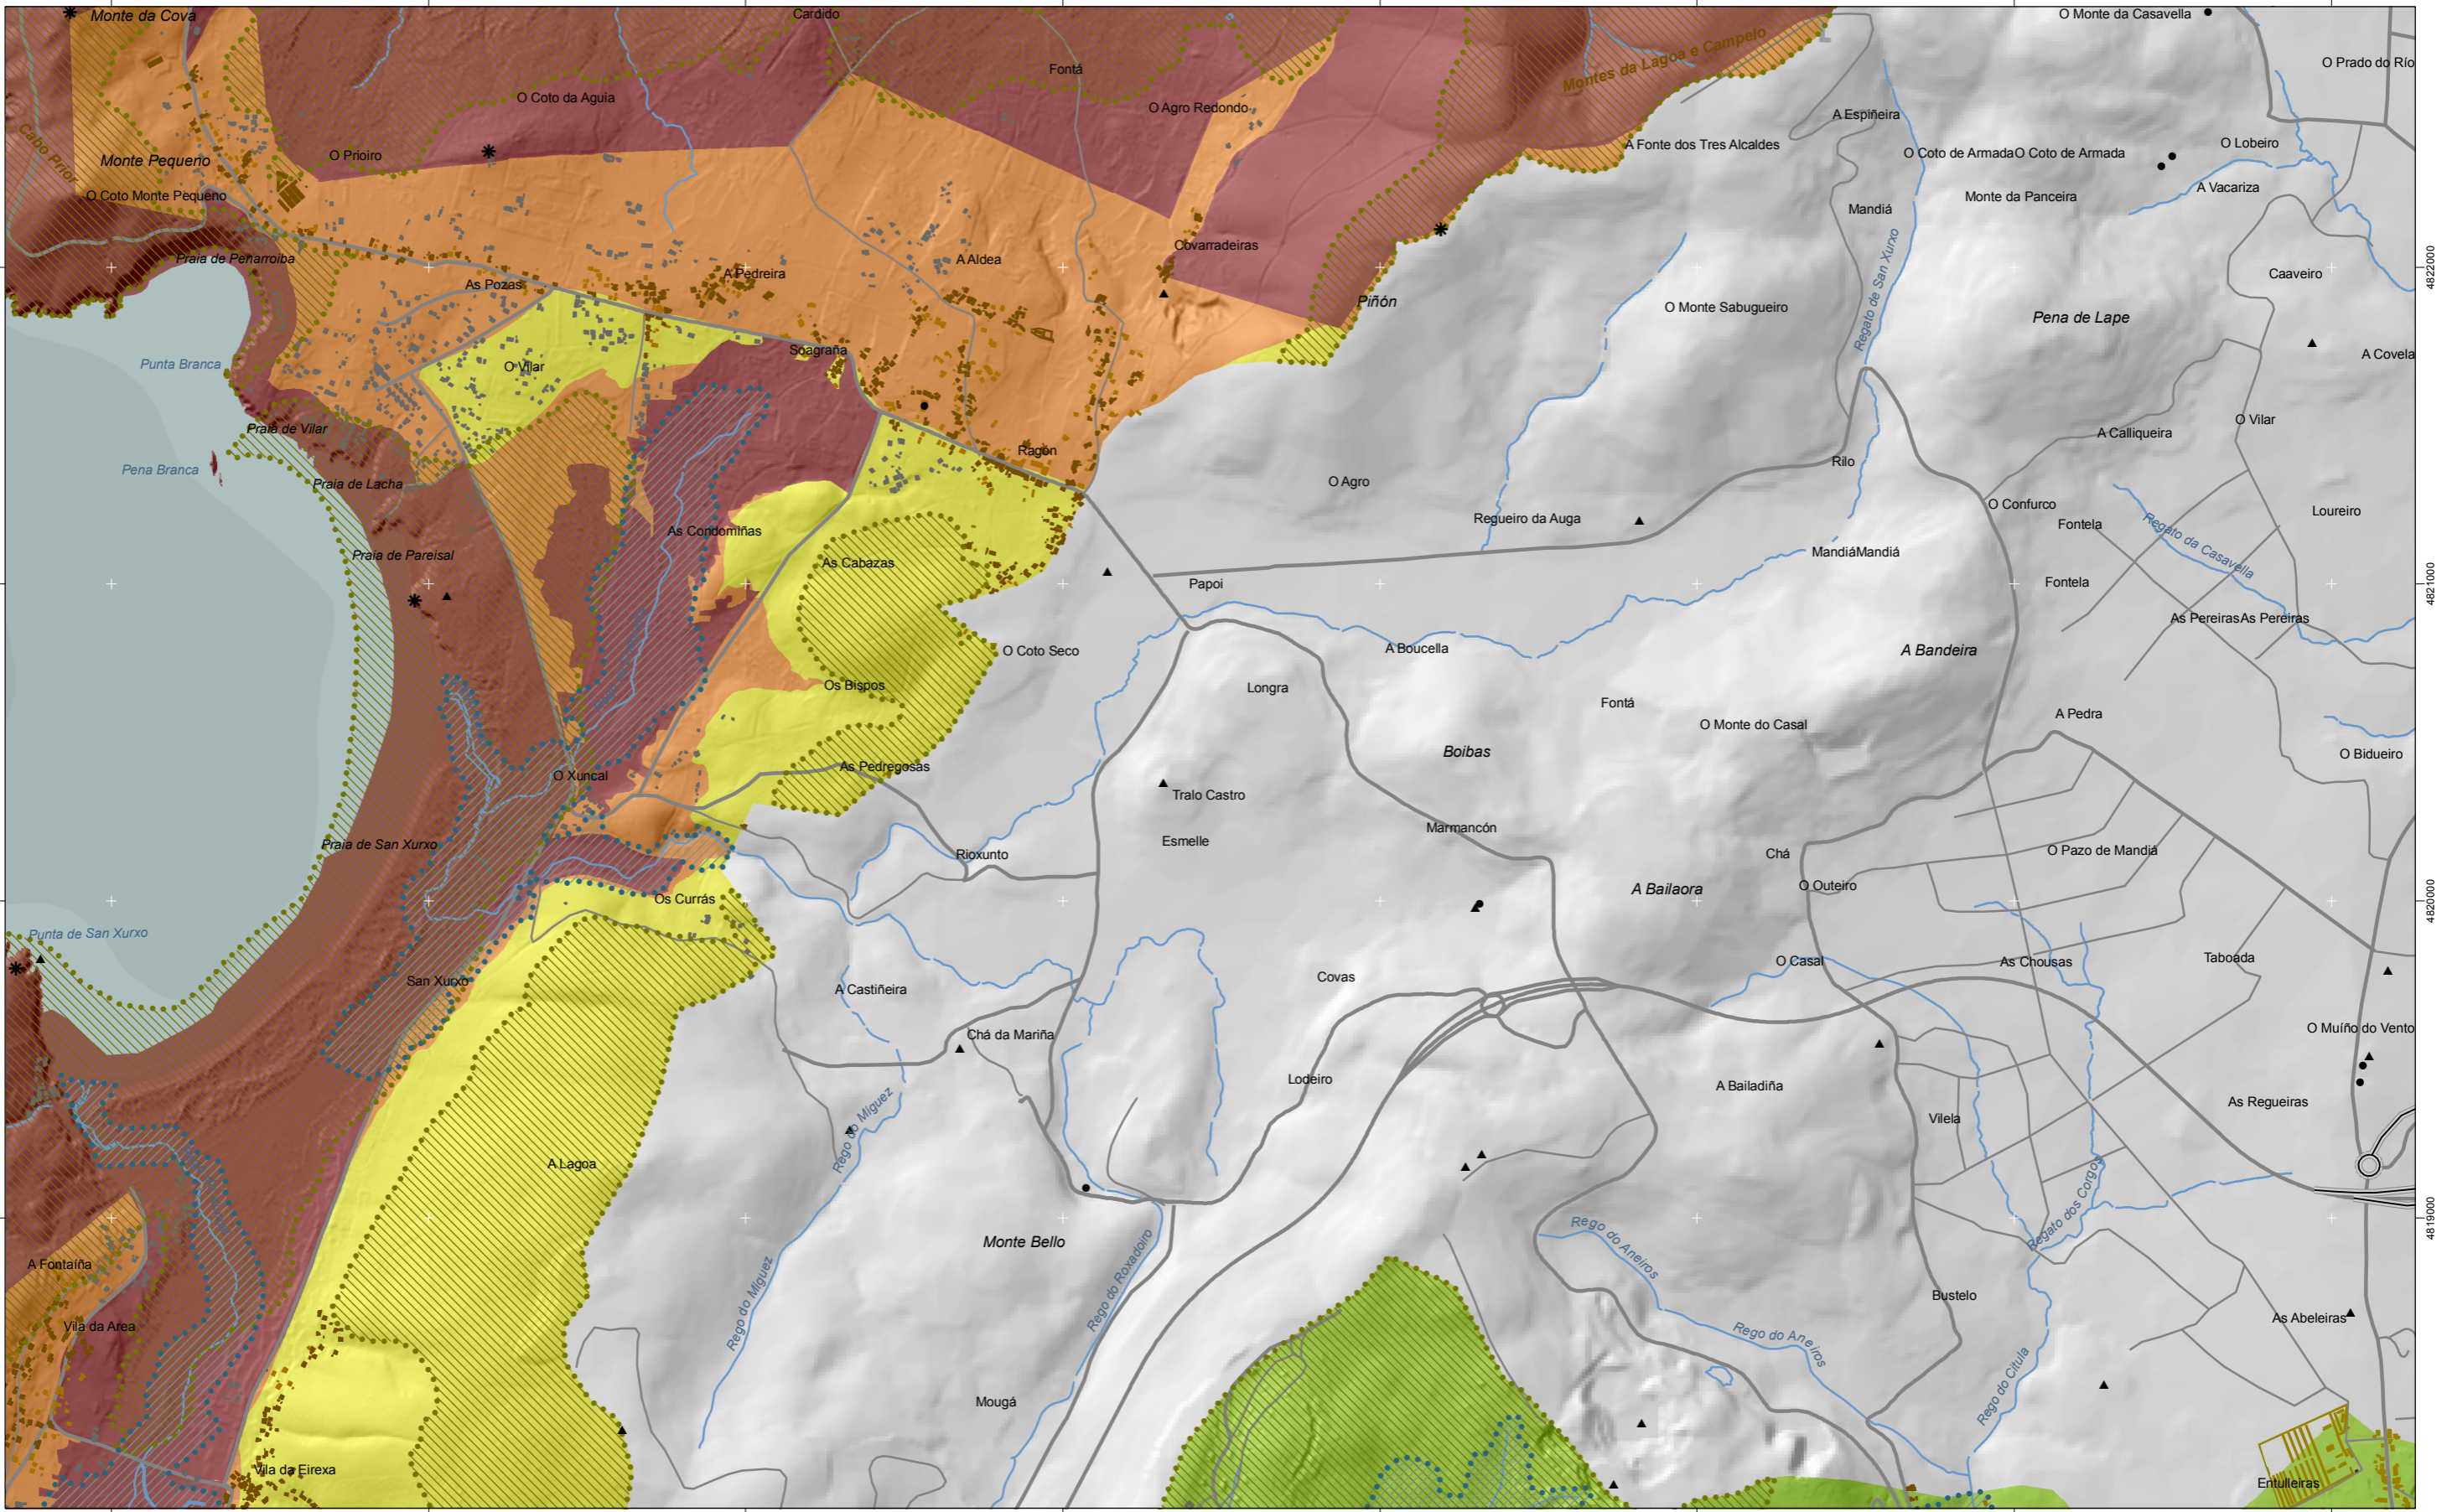 Monte da Cova
Cardido
O Monte da Casavella
O Prado do Río
Montes da Lagoa e Campelo
Fontá
O Coto da Aguia
O Agro Redondo
A Espiñeira
Cabo Prior
Monte Pequeno
O Prioiro
A Fonte dos Tres Alcaldes
O Coto de Armada
O Coto de Armada
O Lobeiro
O Coto Monte Pequeno
Monte da Panceira
A Vacariza
Mandiá
Praia de Penarroiba
Covarradeiras
Regato de San Xurxo
As Pozas
A Pedreira
A Aldea
Caaveiro
4822000
Piñón
O Monte Sabugueiro
Pena de Lape
Punta Branca
O Vilar
Soagraña
A Covela
Praia de Vilar
O Vilar
A Calliqueira
Pena Branca
Ragón
Rilo
Praia de Lacha
O Agro
O Confurco
Loureiro
As Condomiñas
Regueiro da Auga
Fontela
Regato da Casavella
Praia de Pareisal
As Cabazas
Mandiá
Mandiá
Papoi
Fontela
4821000
As Pereiras
As Pereiras
O Coto Seco
A Boucella
A Bandeira
Os Bispos
Longra
Fontá
O Monte do Casal
A Pedra
Boibas
O Bidueiro
O Xuncal
As Pedregosas
Tralo Castro
Praia de San Xurxo
Rioxunto
Esmelle
Marmancón
Chá
O Pazo de Mandiá
Os Currás
A Bailaora
O Outeiro
4820000
Punta de San Xurxo
San Xurxo
A Castiñeira
Covas
O Casal
As Chousas
Taboada
Chá da Mariña
O Muíño do Vento
Lodeiro
A Bailadiña
Rego do Miguez
Vilela
As Regueiras
A Lagoa
Regato dos Corgos
4819000
Monte Bello
Rego do Aneiros
A Fontaíña
Rego do Miguez
Rego do Roxadoiro
Bustelo
Vila da Area
Rego do Aneiros
As Abeleiras
Rego do Citula
Mougá
Vila da Eirexa
Entulleiras